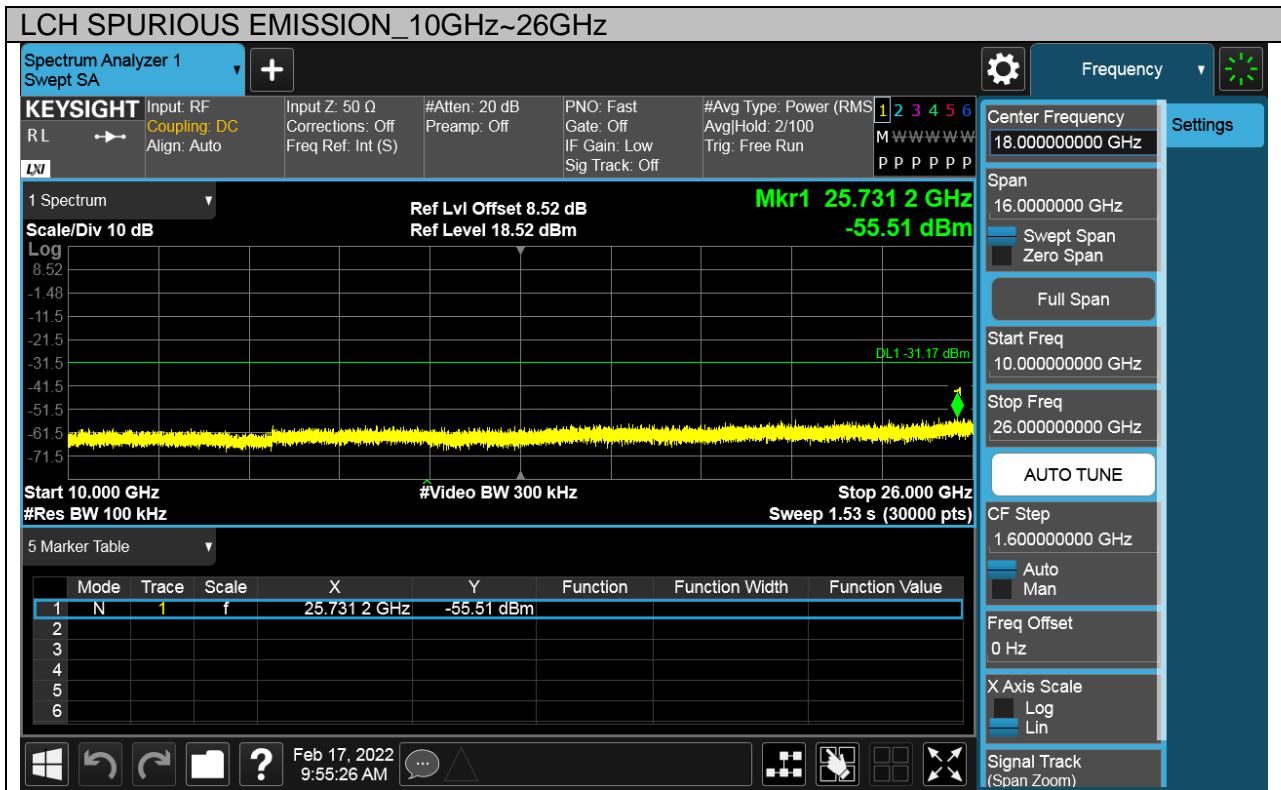 LCH SPURIOUS EMISSION_10GHz~26GHz
Spectrum Analyzer 1
Swept SA
+
Frequency
KEYSIGHT
RL
LXI
Input: RF
Coupling: DC
Align: Auto
Input Z: 50 Ω
Corrections: Off
Freq Ref: Int (S)
#Atten: 20 dB
Preamp: Off
PNO: Fast
Gate: Off
IF Gain: Low
Sig Track: Off
#Avg Type: Power (RMS
Avg|Hold: 2/100
Trig: Free Run
1 2 3 4 5 6
M W W W W W
P P P P P P
1 Spectrum
Scale/Div 10 dB
Ref Lvl Offset 8.52 dB
Ref Level 18.52 dBm
Mkr1 25.731 2 GHz
-55.51 dBm
Log
8.52
-1.48
-11.5
-21.5
-31.5
-41.5
-51.5
-61.5
-71.5
DL1 -31.17 dBm
1
Start 10.000 GHz
#Res BW 100 kHz
#Video BW 300 kHz
Stop 26.000 GHz
Sweep 1.53 s (30000 pts)
5 Marker Table
Mode Trace Scale X Y Function Function Width Function Value
1 N 1 f 25.731 2 GHz -55.51 dBm
2
3
4
5
6
?
Feb 17, 2022
9:55:26 AM
Center Frequency
18.000000000 GHz
Settings
Span
16.0000000 GHz
Swept Span
Zero Span
Full Span
Start Freq
10.000000000 GHz
Stop Freq
26.000000000 GHz
AUTO TUNE
CF Step
1.600000000 GHz
Auto
Man
Freq Offset
0 Hz
X Axis Scale
Log
Lin
Signal Track
(Span Zoom)